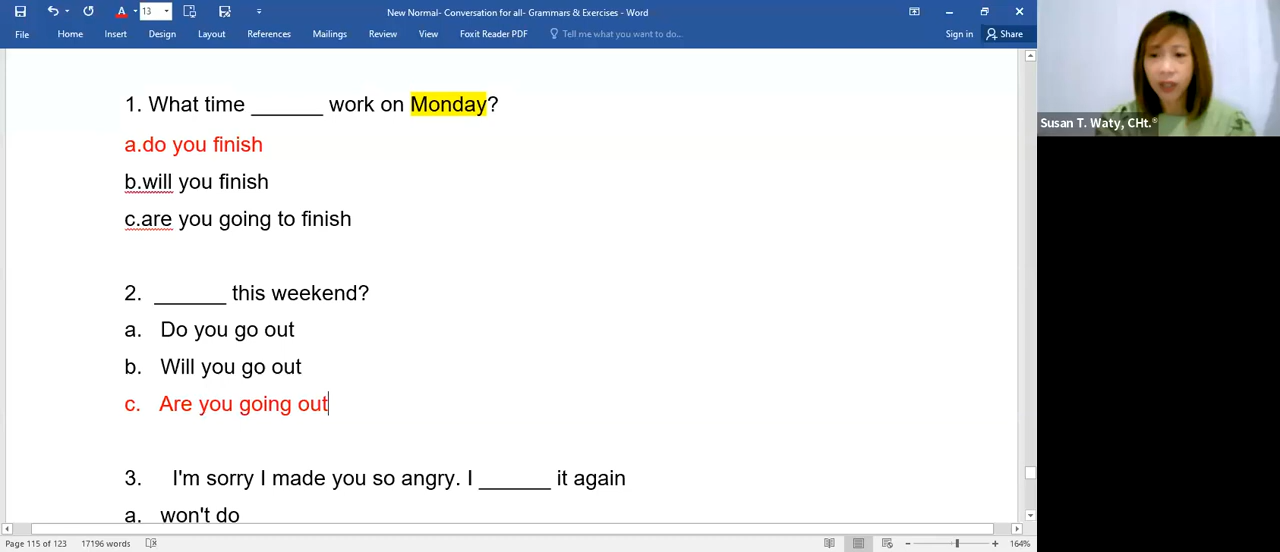 13
New Normal- Conversation for all- Grammars & Exercises - Word
File Home Insert Design Layout References Mailings Review View Foxit Reader PDF Tell me what you want to do... Sign in Share
1. What time ______ work on Monday?
a.do you finish
b.will you finish
c.are you going to finish
2. ______ this weekend?
a. Do you go out
b. Will you go out
c. Are you going out
3. I'm sorry I made you so angry. I ______ it again
a. won't do
Page 115 of 123 17196 words 164%
Susan T. Waty, CHt.®